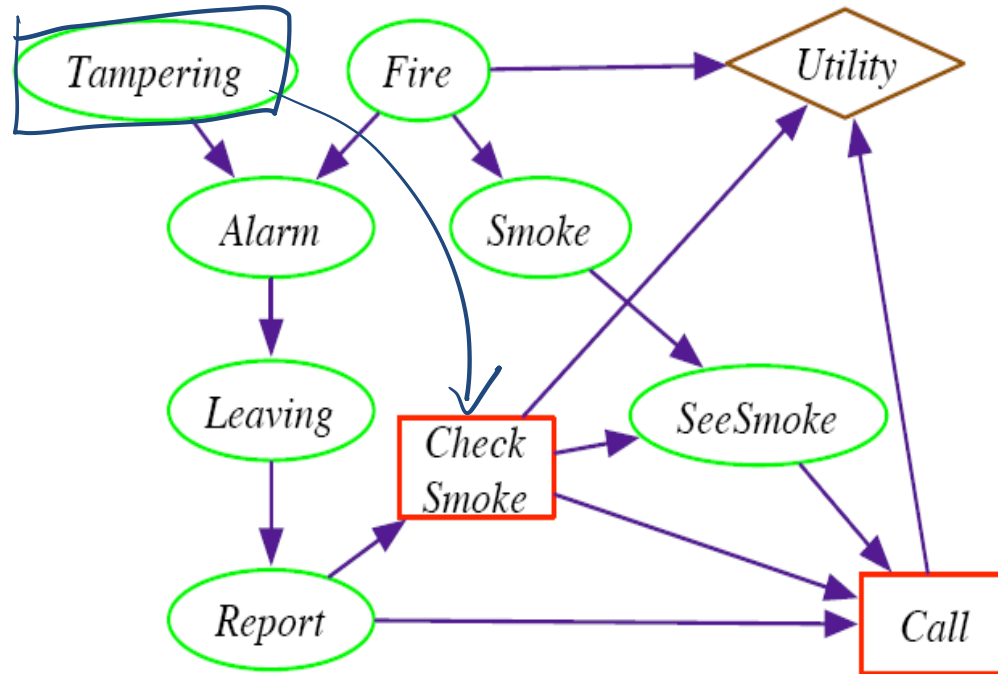 Tampering
Fire
Utility
Alarm
Smoke
Leaving
Check
Smoke
SeeSmoke
Report
Call